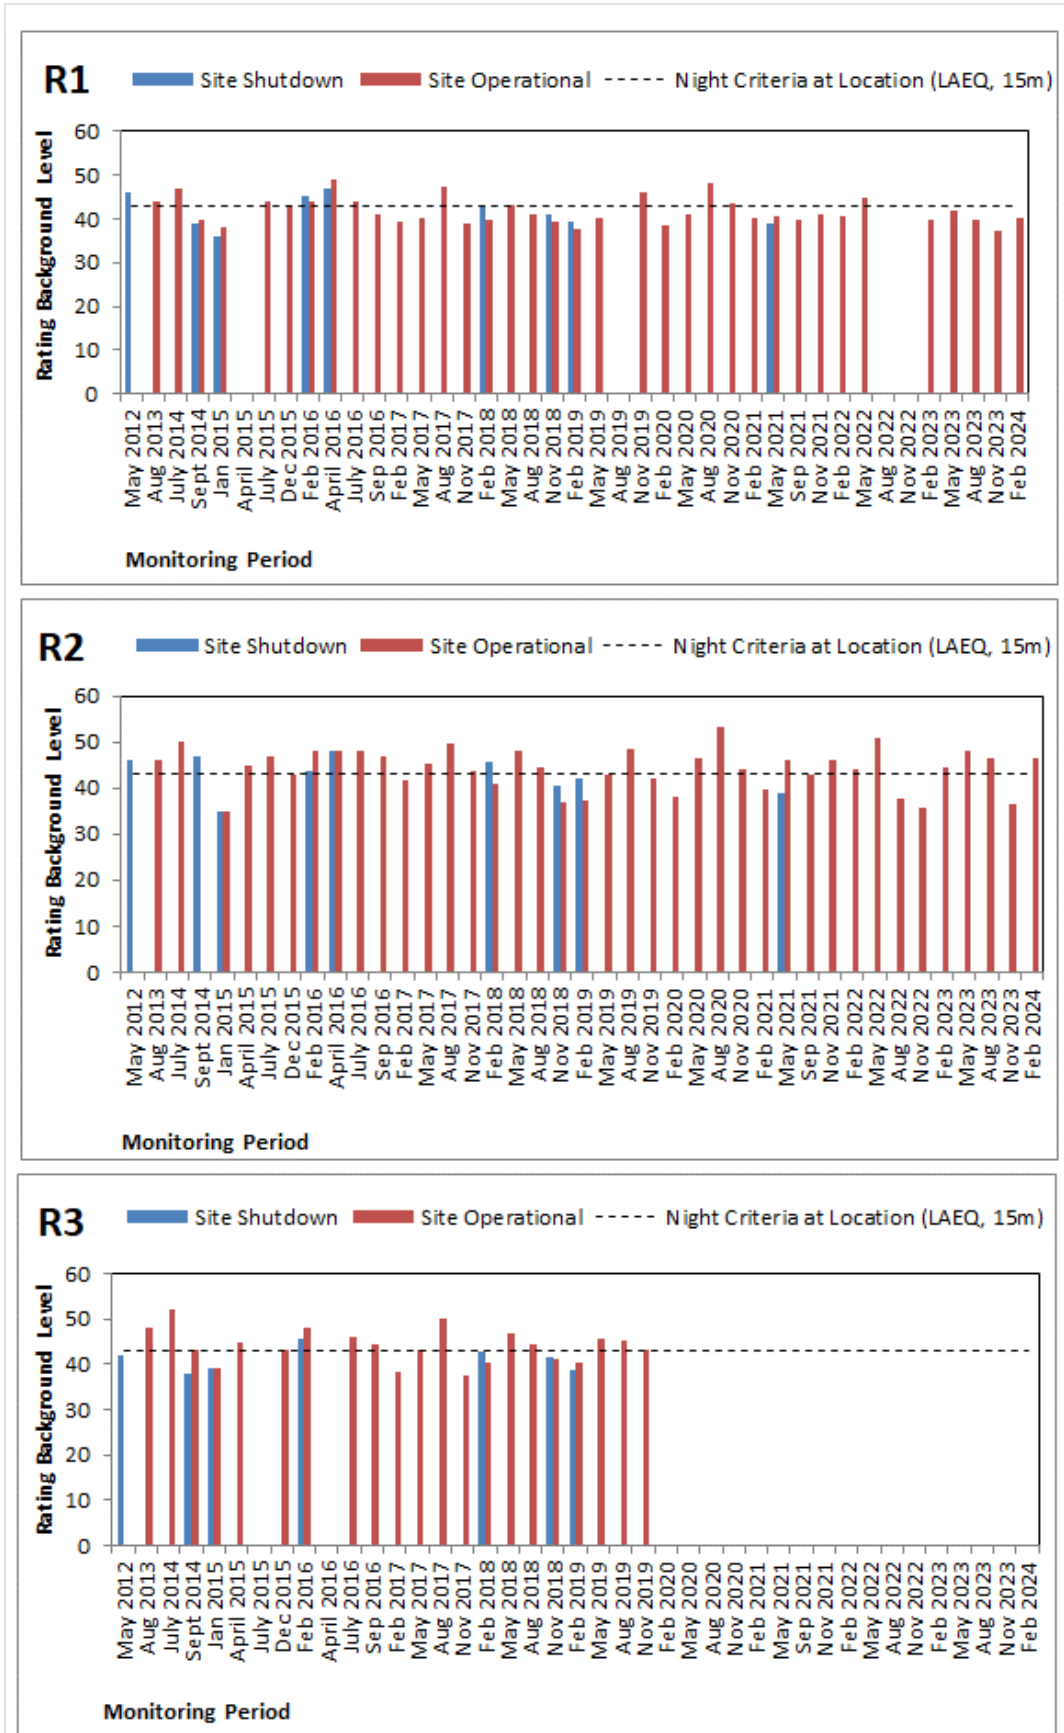 R1
Site Shutdown Site Operational Night Criteria at Location (LAEQ, 15m)
Rating Background Level
60
50
40
30
20
10
0
May 2012
Aug 2013
July 2014
Sept 2014
Jan 2015
April 2015
July 2015
Dec 2015
Feb 2016
April 2016
July 2016
Sep 2016
Feb 2017
May 2017
Aug 2017
Nov 2017
Feb 2018
May 2018
Aug 2018
Nov 2018
Feb 2019
May 2019
Aug 2019
Nov 2019
Feb 2020
May 2020
Aug 2020
Nov 2020
Feb 2021
May 2021
Sep 2021
Nov 2021
Feb 2022
May 2022
Aug 2022
Nov 2022
Feb 2023
May 2023
Aug 2023
Nov 2023
Feb 2024
Monitoring Period
R2
Site Shutdown Site Operational Night Criteria at Location (LAEQ, 15m)
Rating Background Level
60
50
40
30
20
10
0
May 2012
Aug 2013
July 2014
Sept 2014
Jan 2015
April 2015
July 2015
Dec 2015
Feb 2016
April 2016
July 2016
Sep 2016
Feb 2017
May 2017
Aug 2017
Nov 2017
Feb 2018
May 2018
Aug 2018
Nov 2018
Feb 2019
May 2019
Aug 2019
Nov 2019
Feb 2020
May 2020
Aug 2020
Nov 2020
Feb 2021
May 2021
Sep 2021
Nov 2021
Feb 2022
May 2022
Aug 2022
Nov 2022
Feb 2023
May 2023
Aug 2023
Nov 2023
Feb 2024
Monitoring Period
R3
Site Shutdown Site Operational Night Criteria at Location (LAEQ, 15m)
Rating Background Level
60
50
40
30
20
10
0
May 2012
Aug 2013
July 2014
Sept 2014
Jan 2015
April 2015
July 2015
Dec 2015
Feb 2016
April 2016
July 2016
Sep 2016
Feb 2017
May 2017
Aug 2017
Nov 2017
Feb 2018
May 2018
Aug 2018
Nov 2018
Feb 2019
May 2019
Aug 2019
Nov 2019
Feb 2020
May 2020
Aug 2020
Nov 2020
Feb 2021
May 2021
Sep 2021
Nov 2021
Feb 2022
May 2022
Aug 2022
Nov 2022
Feb 2023
May 2023
Aug 2023
Nov 2023
Feb 2024
Monitoring Period